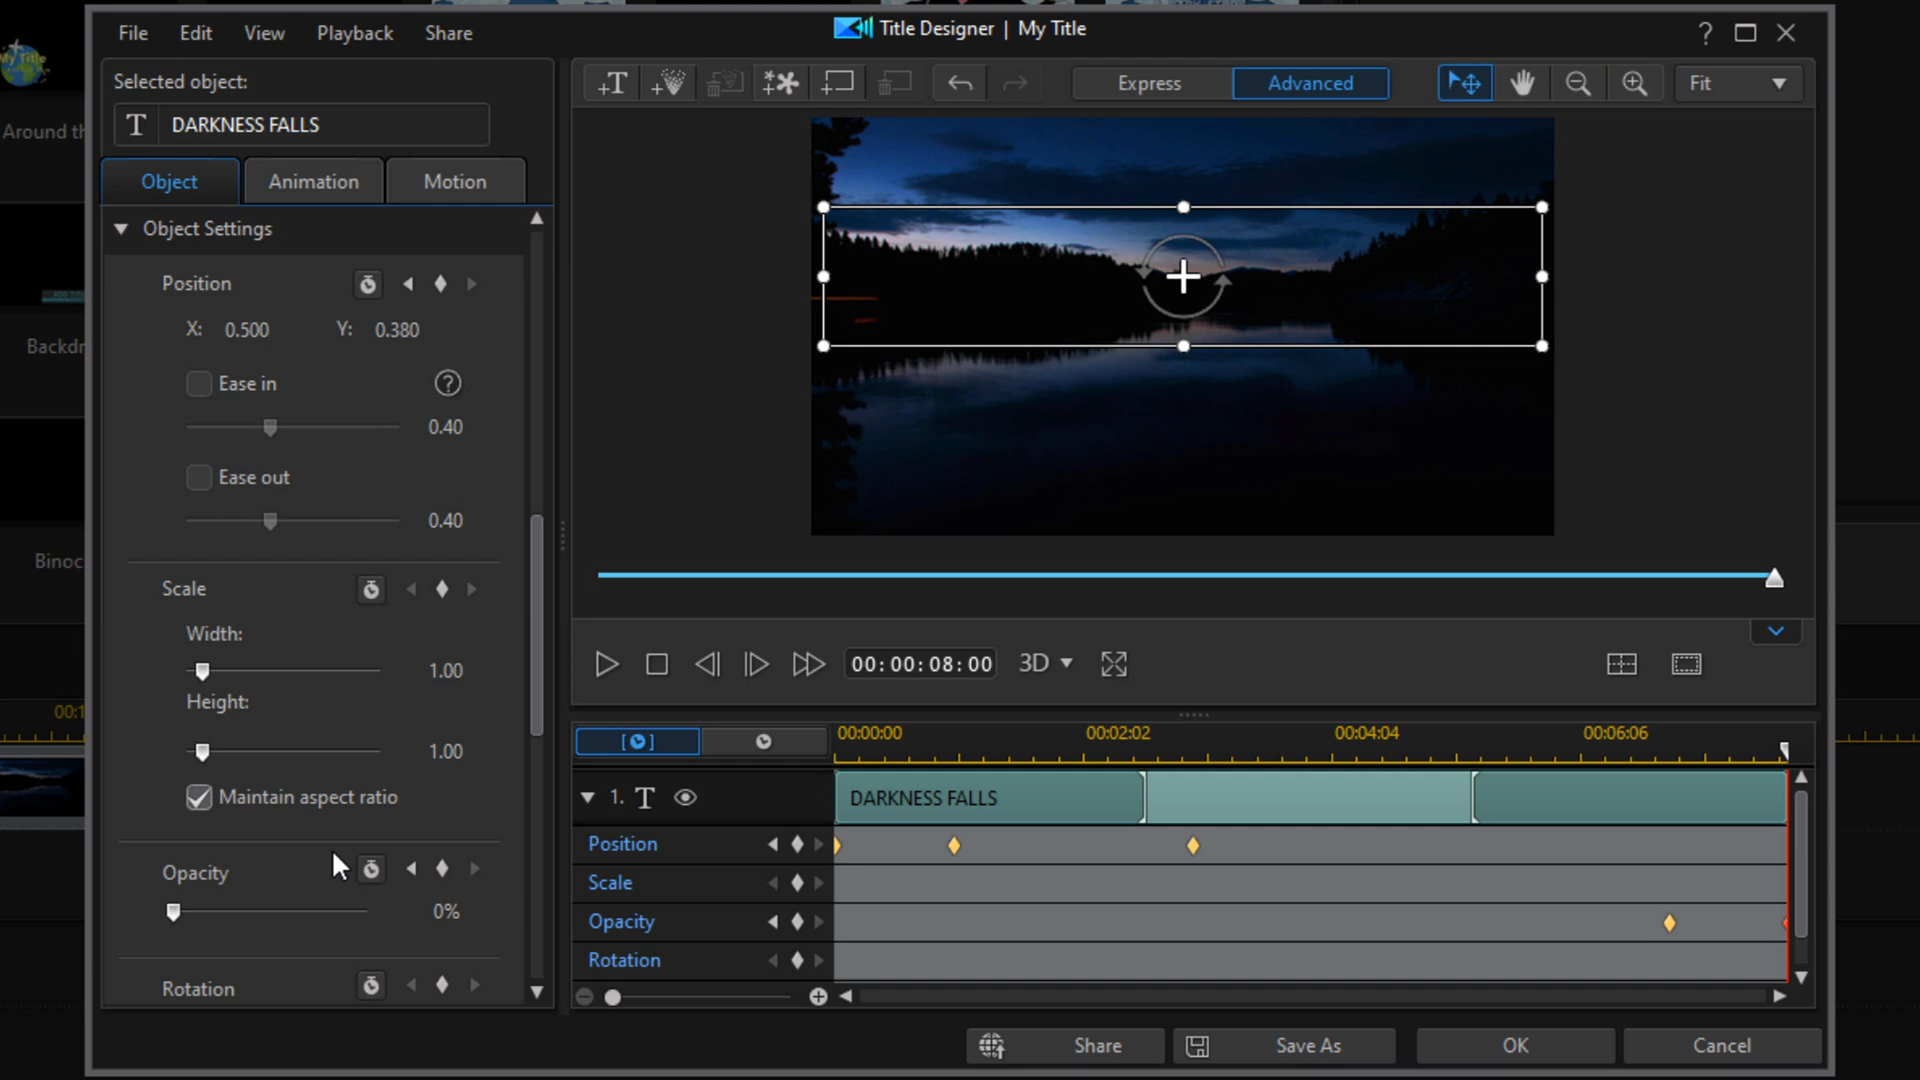 My Title
Around th
Backdr
Binoc
00:1
File Edit View Playback Share
Title Designer | My Title
?
Selected object:
T DARKNESS FALLS
Object Animation Motion
T Express Advanced Fit
Object Settings
Position
X: 0.500 Y: 0.380
Ease in ?
0.40
Ease out
0.40
Scale
Width:
1.00
Height:
1.00
Maintain aspect ratio
Opacity
0%
Rotation
00:00:08:00 3D
00:00:00 00:02:02 00:04:04 00:06:06
1. T DARKNESS FALLS
Position
Scale
Opacity
Rotation
Share Save As OK Cancel